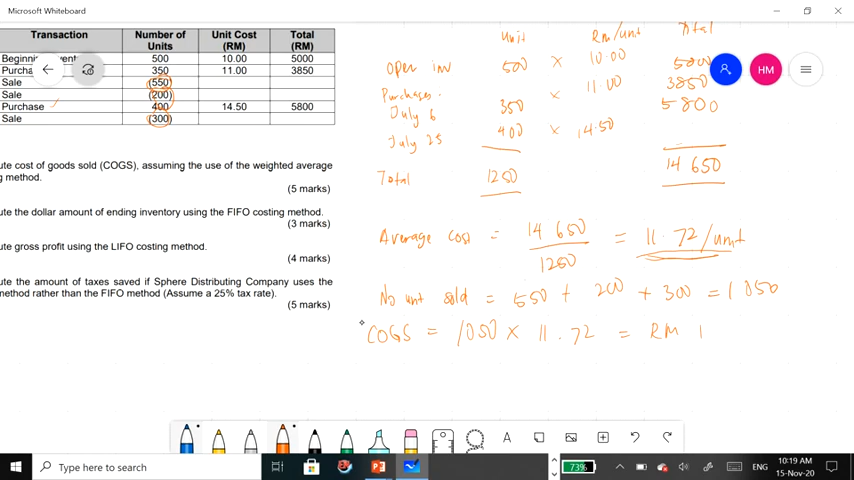 Microsoft Whiteboard
Transaction Number of Units Unit Cost (RM) Total (RM)
500 10.00 5000
350 11.00 3850
Sale (550)
Sale (200)
Purchase 400 14.50 5800
Sale (300)
ute cost of goods sold (COGS), assuming the use of the weighted average
g method.
(5 marks)
ute the dollar amount of ending inventory using the FIFO costing method.
(3 marks)
ute gross profit using the LIFO costing method.
(4 marks)
ute the amount of taxes saved if Sphere Distributing Company uses the
method rather than the FIFO method (Assume a 25% tax rate).
(5 marks)
Unit Rm/unit Total
Open inv 500 × 10.00 5000
Purchases. 3850
July 6 350 × 11.00 5800
July 25 400 × 14.50
Total 1250 14 650
Average cost = 14 650 / 1250 = 11.72/unit
No unit sold = 550 + 200 + 300 = 1050
COGS = 1050 × 11.72 = RM 1
HM
Type here to search
73%
ENG
10:19 AM
15-Nov-20